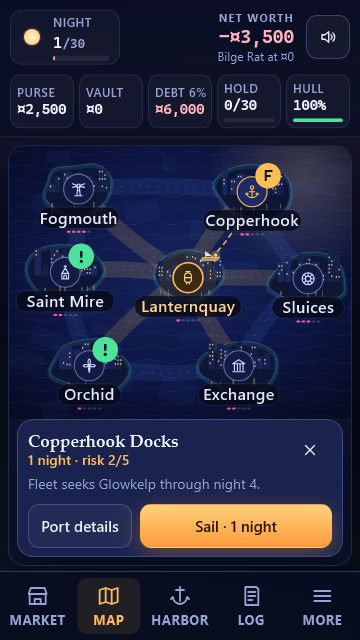 NIGHT
1/30
NET WORTH
−¤3,500
Bilge Rat at ¤0
PURSE
¤2,500
VAULT
¤0
DEBT 6%
¤6,000
HOLD
0/30
HULL
100%
F
Fogmouth
Copperhook
!
Saint Mire
Lanternquay
Sluices
!
Orchid
Exchange
Copperhook Docks
1 night · risk 2/5
Fleet seeks Glowkelp through night 4.
Port details
Sail · 1 night
MARKET
MAP
HARBOR
LOG
MORE